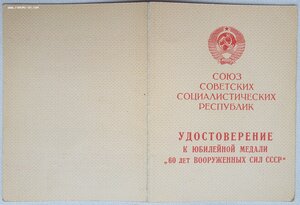 СОЮЗ
СОВЕТСКИХ
СОЦИАЛИСТИЧЕСКИХ
РЕСПУБЛИК
УДОСТОВЕРЕНИЕ
К ЮБИЛЕЙНОЙ МЕДАЛИ
„60 ЛЕТ ВООРУЖЕННЫХ СИЛ СССР"